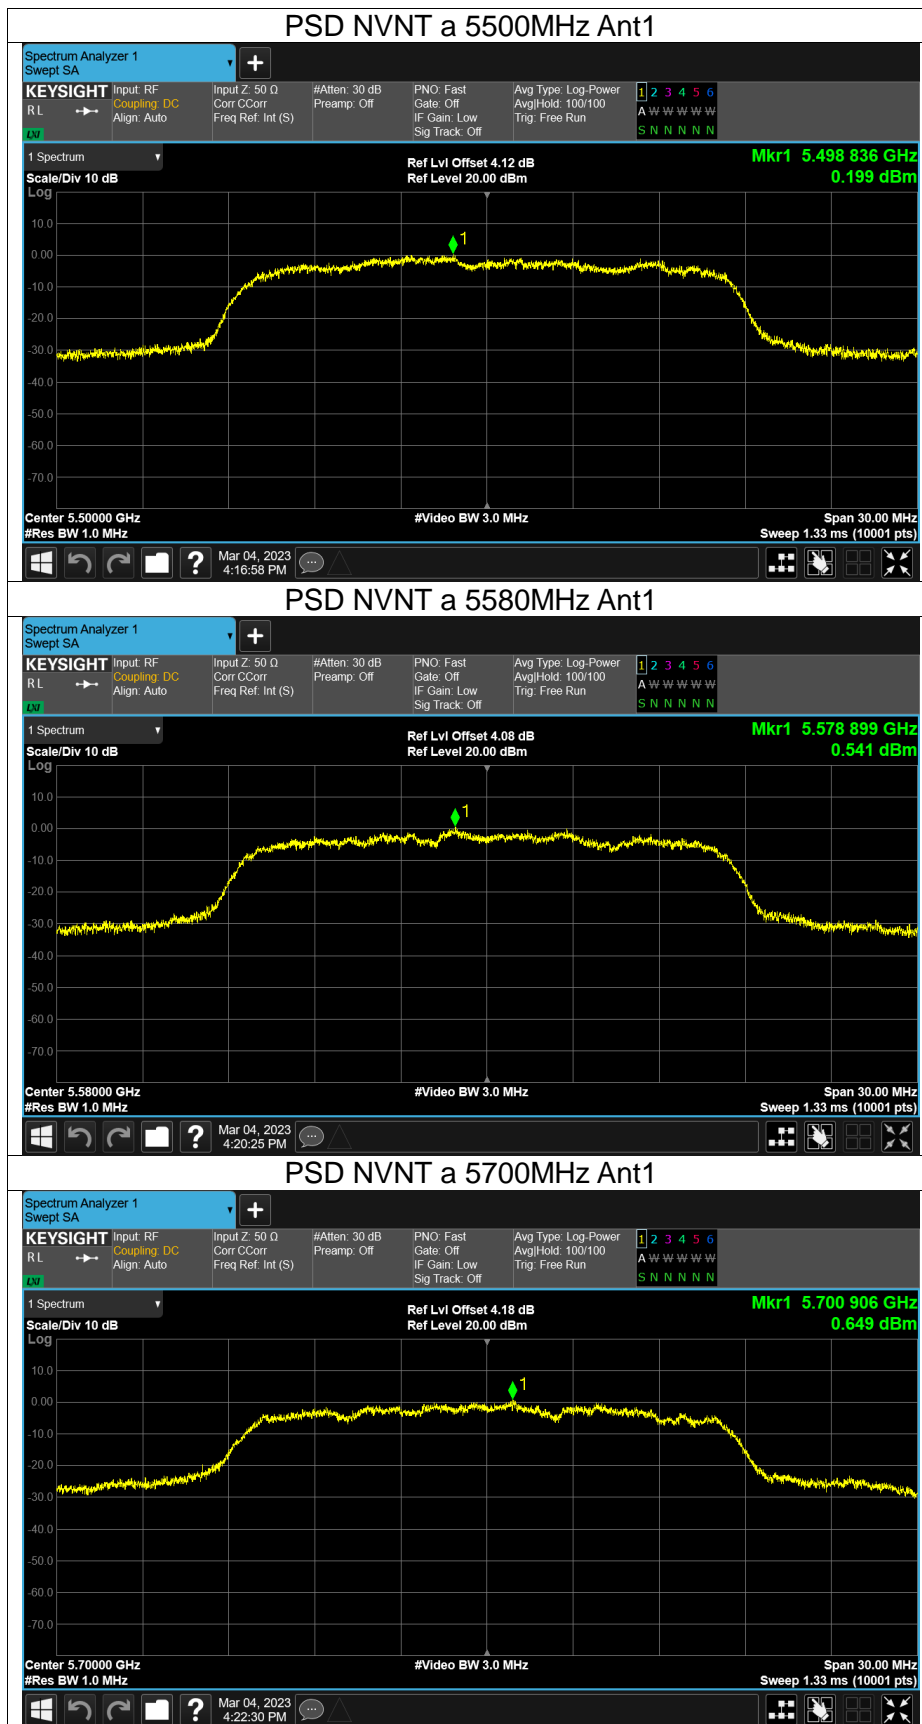 PSD NVNT a 5500MHz Ant1
Spectrum Analyzer 1
Swept SA
KEYSIGHT Input: RF Input Z: 50 Ω #Atten: 30 dB PNO: Fast Avg Type: Log-Power 1 2 3 4 5 6
R L Coupling: DC Corr CCorr Preamp: Off Gate: Off Avg|Hold: 100/100 A W W W W W
Align: Auto Freq Ref: Int (S) IF Gain: Low Trig: Free Run
LXI Sig Track: Off S N N N N N
1 Spectrum Ref Lvl Offset 4.12 dB Mkr1 5.498 836 GHz
Scale/Div 10 dB Ref Level 20.00 dBm 0.199 dBm
Log
10.0
1
0.00
-10.0
-20.0
-30.0
-40.0
-50.0
-60.0
-70.0
Center 5.50000 GHz #Video BW 3.0 MHz Span 30.00 MHz
#Res BW 1.0 MHz Sweep 1.33 ms (10001 pts)
? Mar 04, 2023
4:16:58 PM
PSD NVNT a 5580MHz Ant1
Spectrum Analyzer 1
Swept SA
KEYSIGHT Input: RF Input Z: 50 Ω #Atten: 30 dB PNO: Fast Avg Type: Log-Power 1 2 3 4 5 6
R L Coupling: DC Corr CCorr Preamp: Off Gate: Off Avg|Hold: 100/100 A W W W W W
Align: Auto Freq Ref: Int (S) IF Gain: Low Trig: Free Run
LXI Sig Track: Off S N N N N N
1 Spectrum Ref Lvl Offset 4.08 dB Mkr1 5.578 899 GHz
Scale/Div 10 dB Ref Level 20.00 dBm 0.541 dBm
Log
10.0
1
0.00
-10.0
-20.0
-30.0
-40.0
-50.0
-60.0
-70.0
Center 5.58000 GHz #Video BW 3.0 MHz Span 30.00 MHz
#Res BW 1.0 MHz Sweep 1.33 ms (10001 pts)
? Mar 04, 2023
4:20:25 PM
PSD NVNT a 5700MHz Ant1
Spectrum Analyzer 1
Swept SA
KEYSIGHT Input: RF Input Z: 50 Ω #Atten: 30 dB PNO: Fast Avg Type: Log-Power 1 2 3 4 5 6
R L Coupling: DC Corr CCorr Preamp: Off Gate: Off Avg|Hold: 100/100 A W W W W W
Align: Auto Freq Ref: Int (S) IF Gain: Low Trig: Free Run
LXI Sig Track: Off S N N N N N
1 Spectrum Ref Lvl Offset 4.18 dB Mkr1 5.700 906 GHz
Scale/Div 10 dB Ref Level 20.00 dBm 0.649 dBm
Log
10.0
1
0.00
-10.0
-20.0
-30.0
-40.0
-50.0
-60.0
-70.0
Center 5.70000 GHz #Video BW 3.0 MHz Span 30.00 MHz
#Res BW 1.0 MHz Sweep 1.33 ms (10001 pts)
? Mar 04, 2023
4:22:30 PM